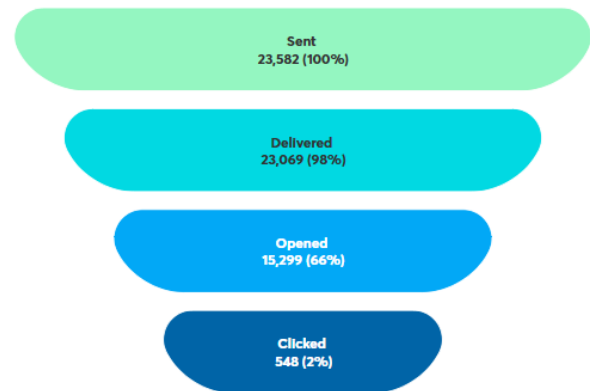 Sent
23,582 (100%)
Delivered
23,069 (98%)
Opened
15,299 (66%)
Clicked
548 (2%)